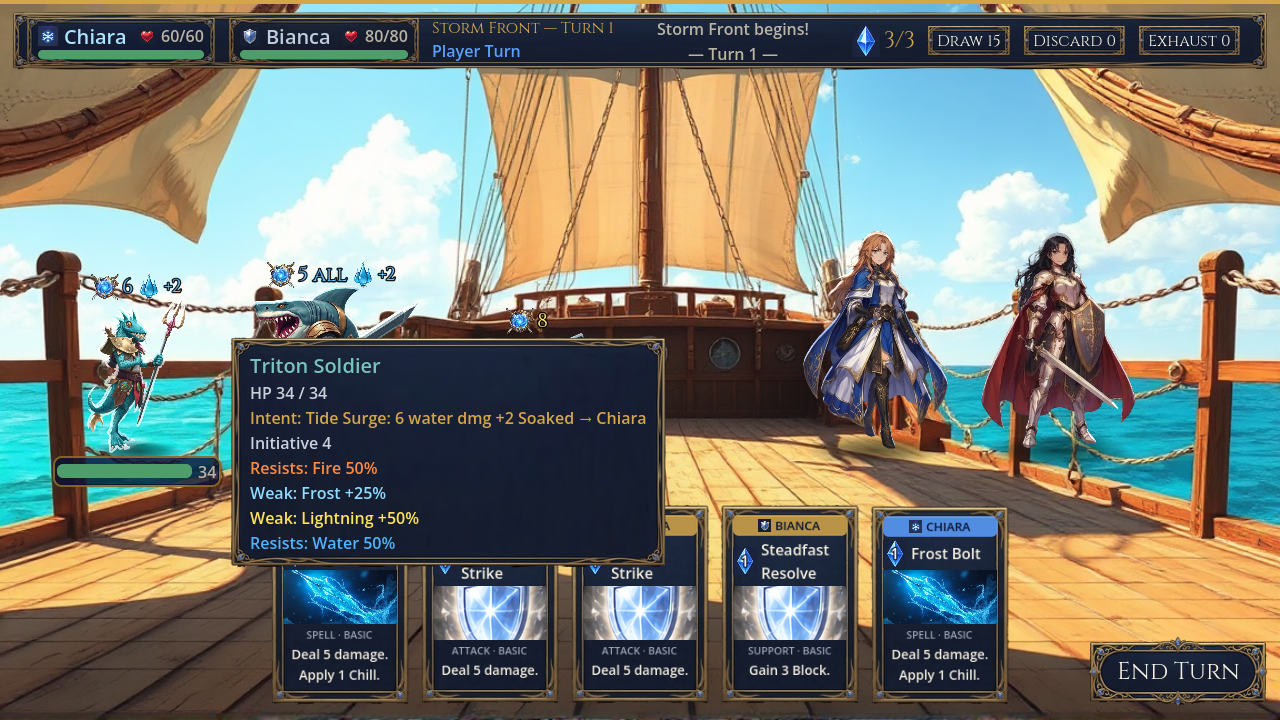 Chiara 60/60
Bianca 80/80
STORM FRONT — TURN 1
Player Turn
Storm Front begins!
— Turn 1 —
3/3
DRAW 15
DISCARD 0
EXHAUST 0
6 +2
5 ALL +2
8
Triton Soldier
HP 34 / 34
Intent: Tide Surge: 6 water dmg +2 Soaked → Chiara
Initiative 4
Resists: Fire 50%
Weak: Frost +25%
Weak: Lightning +50%
Resists: Water 50%
34
SPELL · BASIC
Deal 5 damage.
Apply 1 Chill.
Strike
ATTACK · BASIC
Deal 5 damage.
Strike
ATTACK · BASIC
Deal 5 damage.
BIANCA
1
Steadfast
Resolve
SUPPORT · BASIC
Gain 3 Block.
CHIARA
1 Frost Bolt
SPELL · BASIC
Deal 5 damage.
Apply 1 Chill.
END TURN